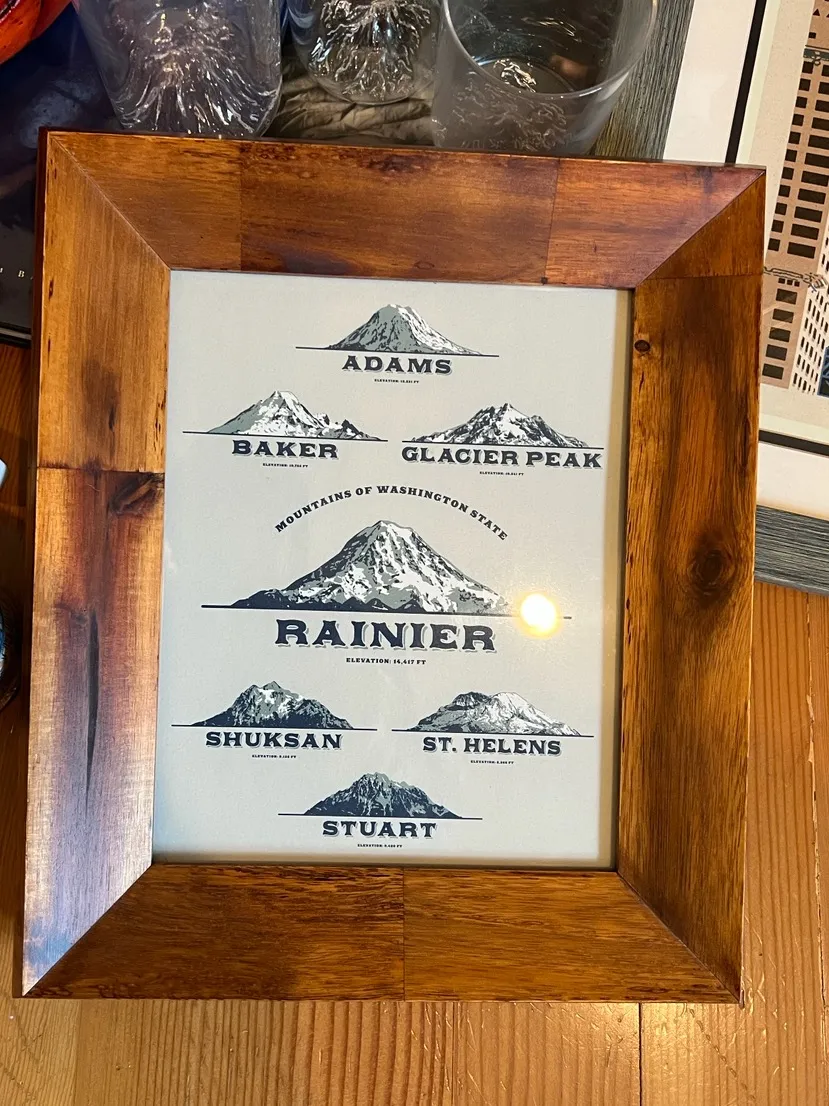 ADAMS
BAKER
GLACIER PEAK
MOUNTAINS OF WASHINGTON STATE
RAINIER
ELEVATION: 14,417 FT
SHUKSAN
ST. HELENS
STUART